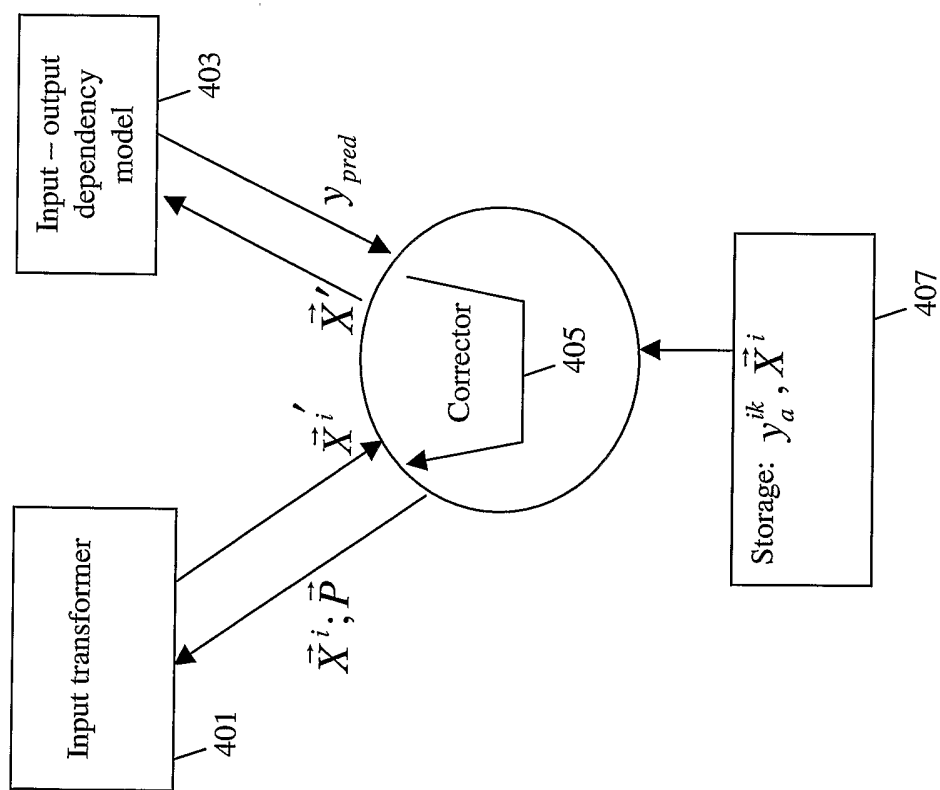 Input transformer
401
Input – output
dependency
model
403
X⃗ⁱ; P⃗
X⃗ⁱ′
X⃗′
y_pred
Corrector
405
Storage: y_a^{ik}, X⃗ⁱ
407